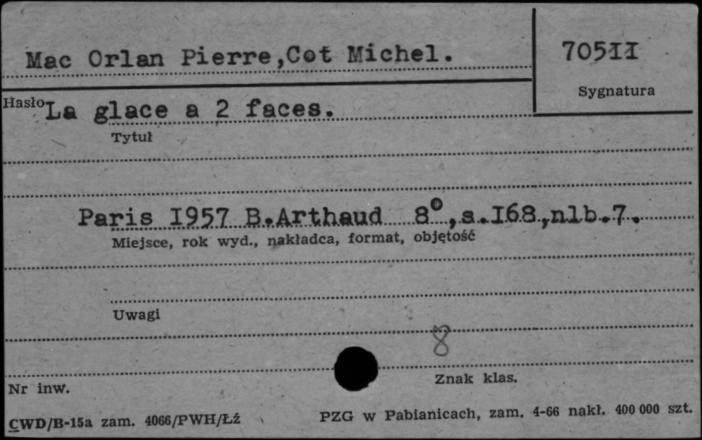 Mac Orlan Pierre,Cot Michel.
70511
Sygnatura
Hasło
La glace a 2 faces.
Tytuł
Paris 1957 B.Arthaud 8⁰,s.168,nlb.7.
Miejsce, rok wyd., nakładca, format, objętość
Uwagi
8
Nr inw.
Znak klas.
CWD/B-15a zam. 4066/PWH/Łź
PZG w Pabianicach, zam. 4-66 nakł. 400 000 szt.